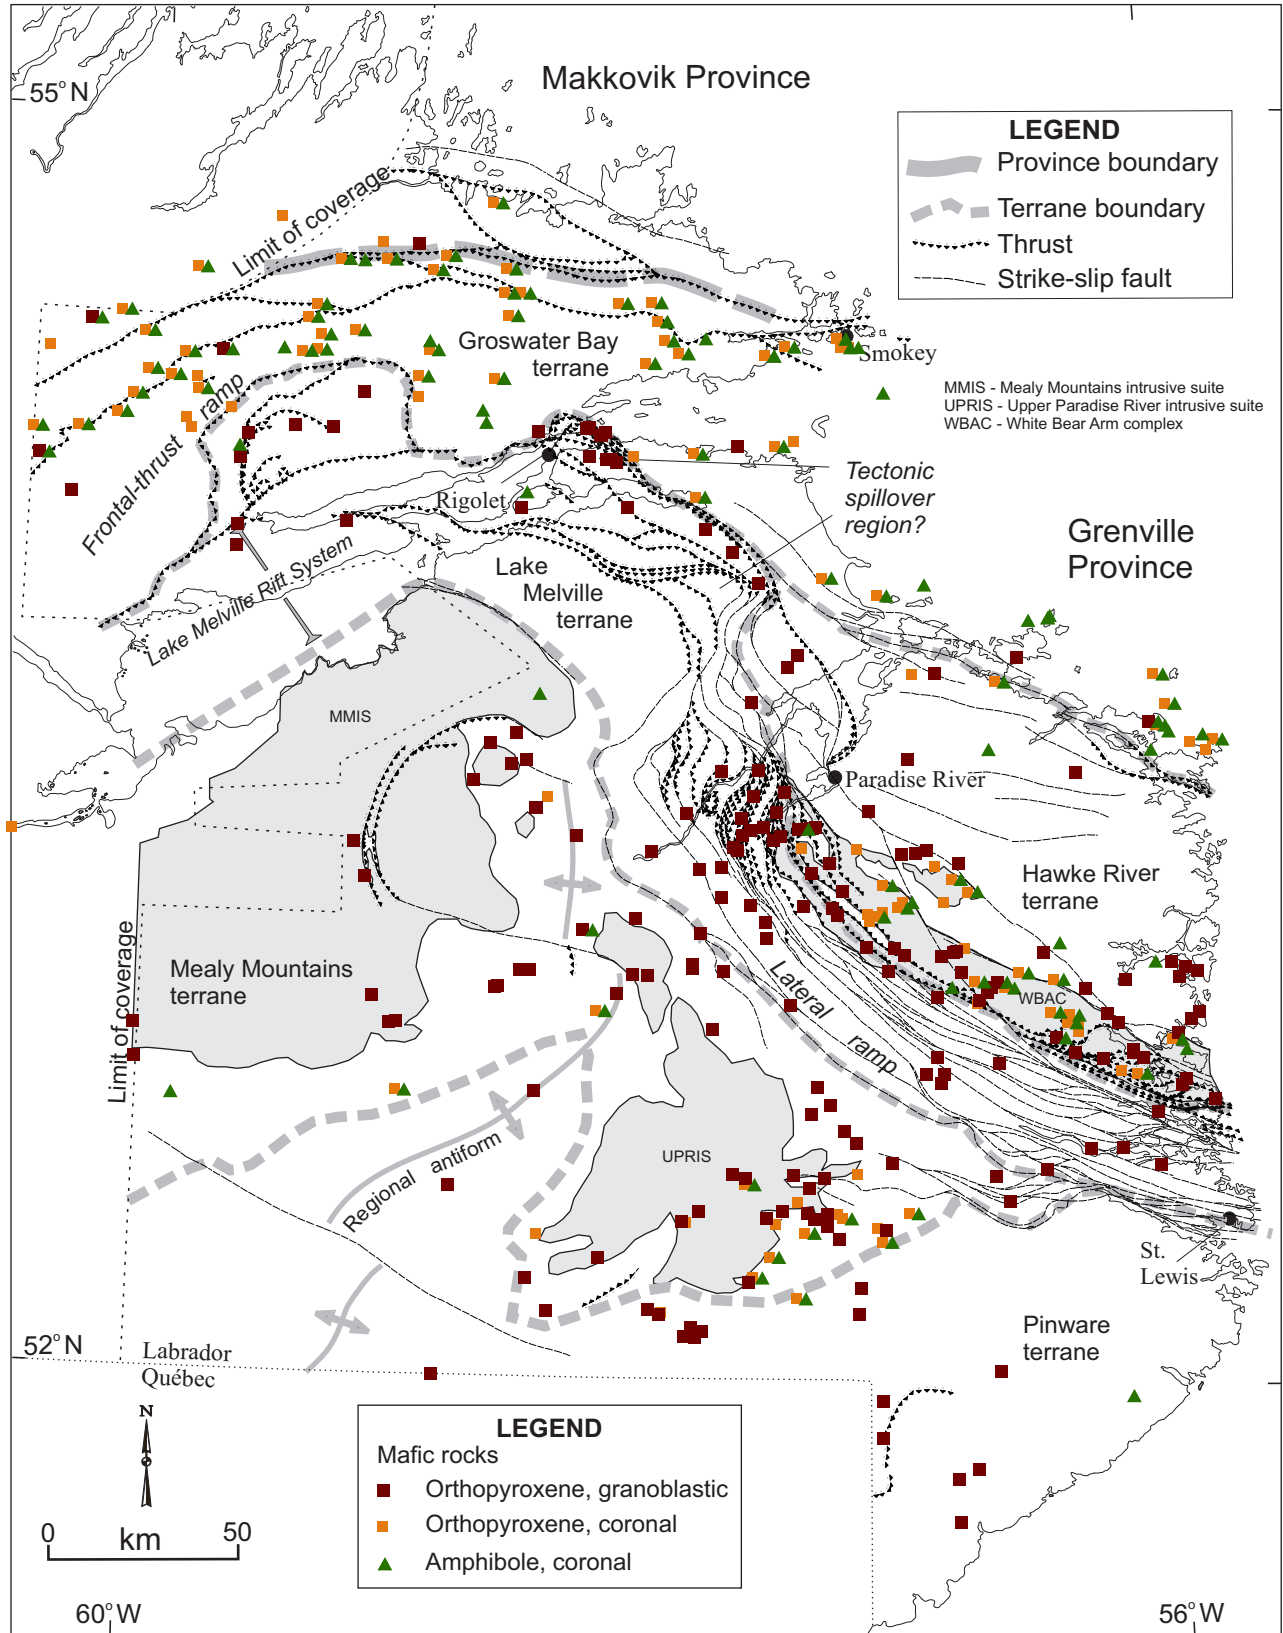 Makkovik Province
55° N
LEGEND
Province boundary
Terrane boundary
Thrust
Strike-slip fault
Limit of coverage
Groswater Bay
terrane
Smokey
MMIS - Mealy Mountains intrusive suite
UPRIS - Upper Paradise River intrusive suite
WBAC - White Bear Arm complex
Frontal-thrust ramp
Rigolet
Tectonic
spillover
region?
Grenville
Province
Lake Melville Rift System
Lake
Melville
terrane
MMIS
Paradise River
Hawke River
terrane
Mealy Mountains
terrane
Limit of coverage
Lateral ramp
WBAC
Regional antiform
UPRIS
St.
Lewis
Pinware
terrane
52° N
Labrador
Québec
N
0 km 50
LEGEND
Mafic rocks
Orthopyroxene, granoblastic
Orthopyroxene, coronal
Amphibole, coronal
60° W
56° W